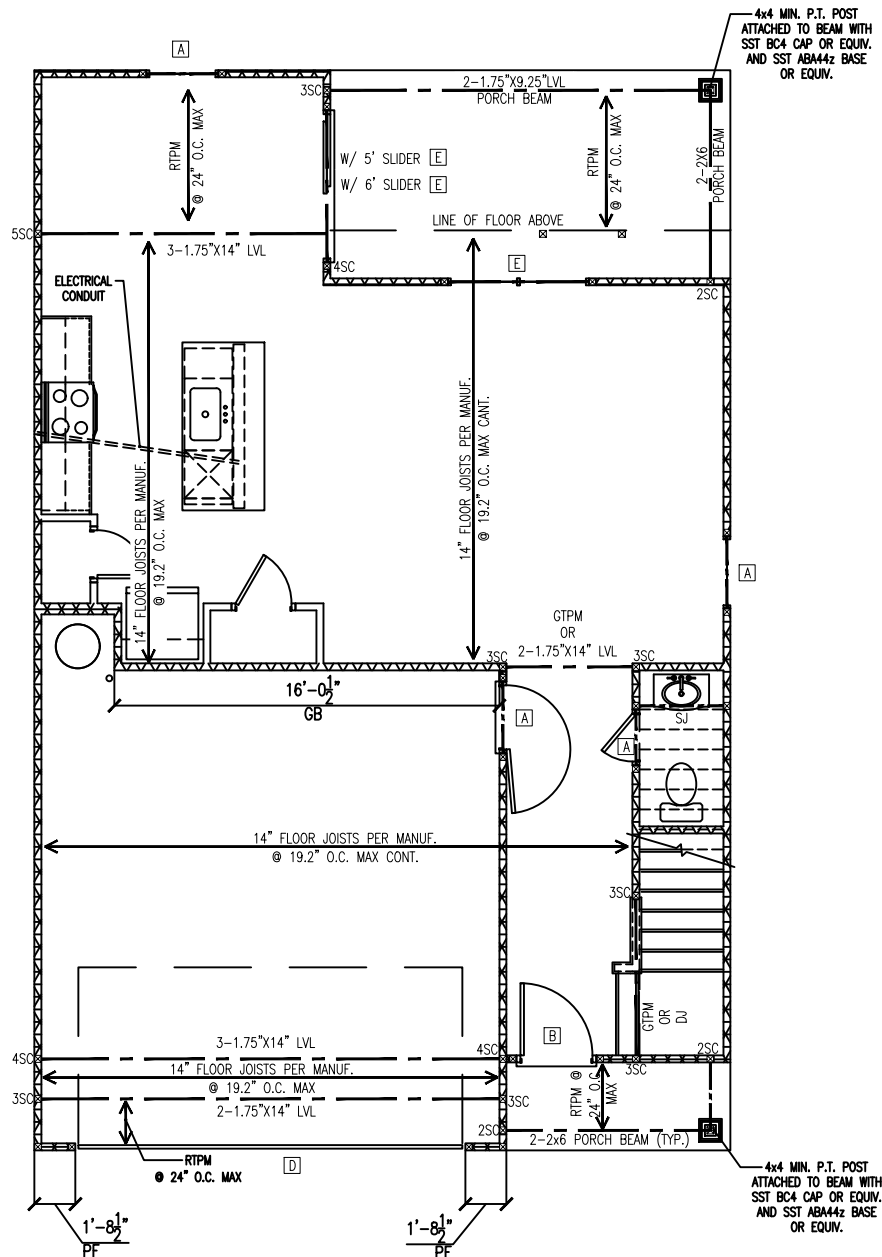 4x4 MIN. P.T. POST
ATTACHED TO BEAM WITH
SST BC4 CAP OR EQUIV.
AND SST ABA44z BASE
OR EQUIV.
A
3SC
2-1.75"X9.25"LVL
PORCH BEAM
RTPM
@ 24" O.C. MAX
RTPM
@ 24" O.C. MAX
2-2X6
PORCH BEAM
W/ 5' SLIDER E
W/ 6' SLIDER E
LINE OF FLOOR ABOVE
5SC
3-1.75"X14" LVL
4SC
E
2SC
ELECTRICAL
CONDUIT
14" FLOOR JOISTS PER MANUF.
@ 19.2" O.C. MAX
14" FLOOR JOISTS PER MANUF.
@ 19.2" O.C. MAX CANT.
A
GTPM
OR
2-1.75"X14" LVL
3SC
3SC
16'-0 1/2"
GB
A
SJ
A
14" FLOOR JOISTS PER MANUF.
@ 19.2" O.C. MAX CONT.
3SC
GTPM
OR DJ
B
3-1.75"X14" LVL
4SC
4SC
14" FLOOR JOISTS PER MANUF.
@ 19.2" O.C. MAX
3SC
3SC
2-1.75"X14" LVL
3SC
2SC
RTPM @
24" O.C.
MAX
2SC
2-2x6 PORCH BEAM (TYP.)
RTPM
@ 24" O.C. MAX
D
1'-8 1/2"
PF
1'-8 1/2"
PF
4x4 MIN. P.T. POST
ATTACHED TO BEAM WITH
SST BC4 CAP OR EQUIV.
AND SST ABA44z BASE
OR EQUIV.